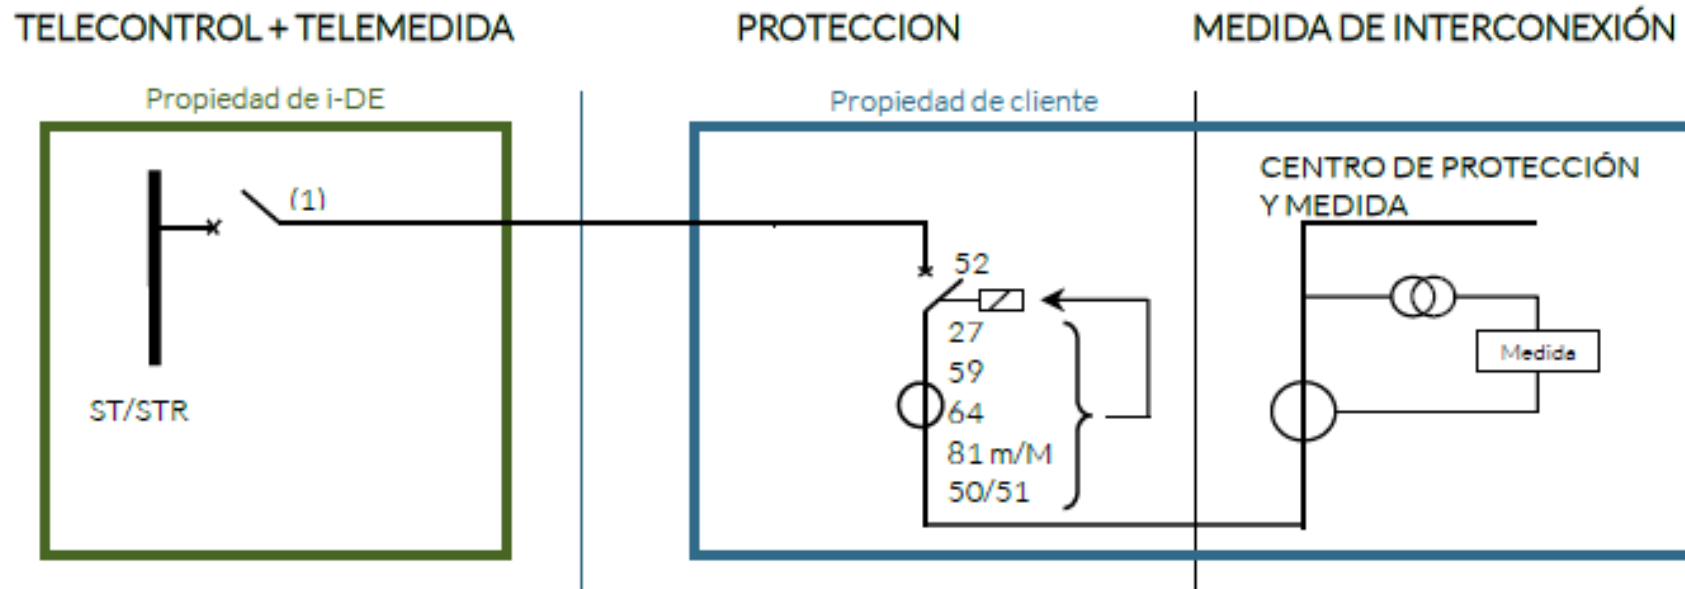 TELECONTROL + TELEMEDIDA
PROTECCION
MEDIDA DE INTERCONEXIÓN
Propiedad de i-DE
Propiedad de cliente
(1)
ST/STR
52
27
59
64
81 m/M
50/51
CENTRO DE PROTECCIÓN
Y MEDIDA
Medida